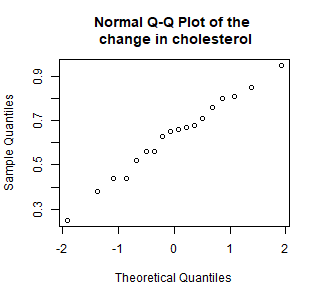 Normal Q-Q Plot of the
change in cholesterol
Sample Quantiles
0.9
0.7
0.5
0.3
-2 -1 0 1 2
Theoretical Quantiles